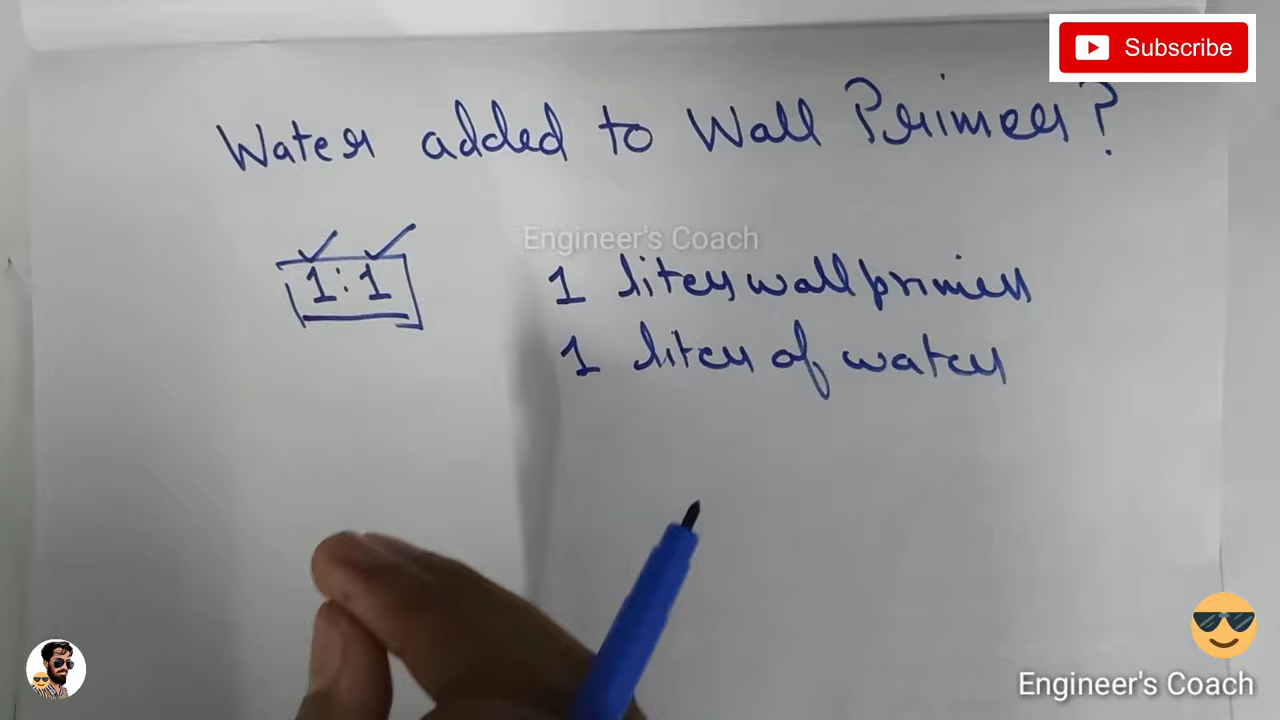 Subscribe
Water added to Wall Primer?
Engineer's Coach
1:1
1 liter wall primer
1 liter of water
Engineer's Coach